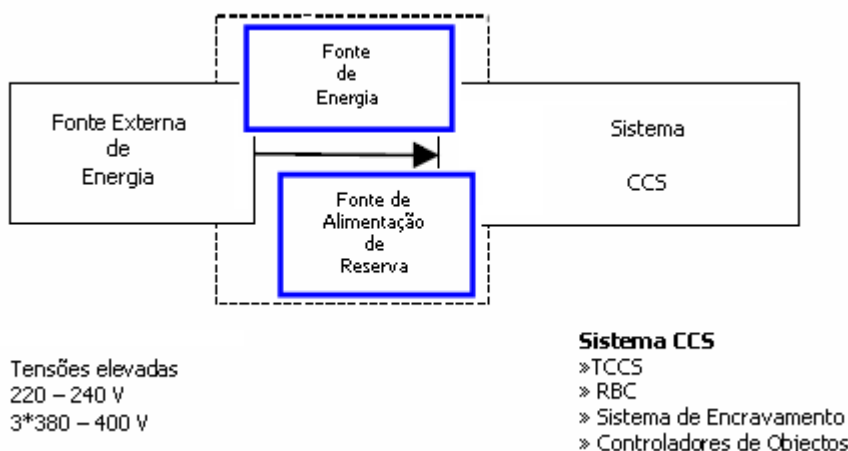 Fonte
de
Energia
Fonte Externa
de
Energia
Sistema
CCS
Fonte de
Alimentação
de
Reserva
Tensões elevadas
220 – 240 V
3*380 – 400 V
Sistema CCS
»TCCS
» RBC
» Sistema de Encravamento
» Controladores de Objectos